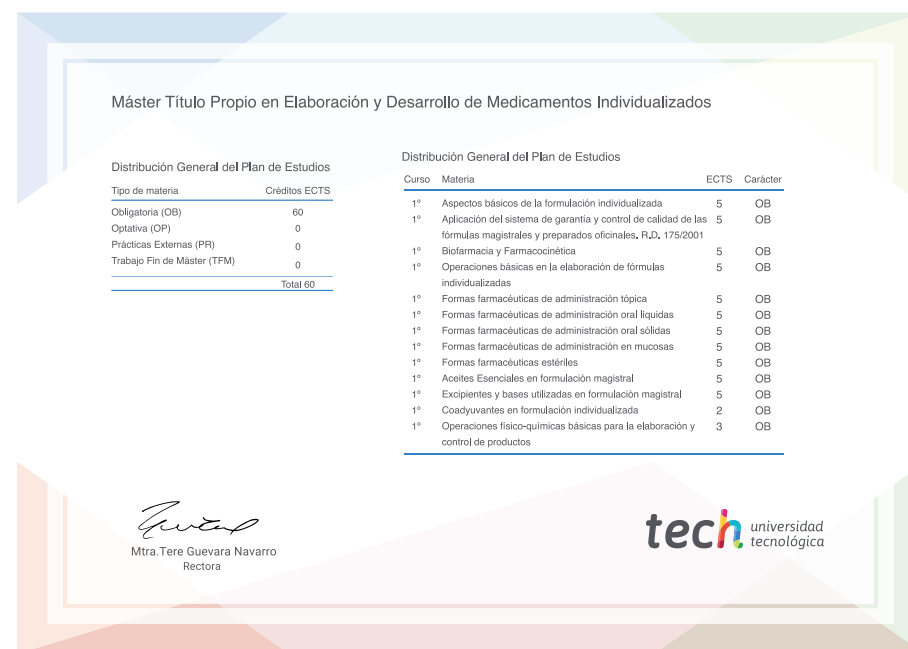 Máster Título Propio en Elaboración y Desarrollo de Medicamentos Individualizados
Distribución General del Plan de Estudios
Tipo de materia Créditos ECTS
Obligatoria (OB) 60
Optativa (OP) 0
Prácticas Externas (PR) 0
Trabajo Fin de Máster (TFM) 0
Total 60
Distribución General del Plan de Estudios
Curso Materia ECTS Carácter
1º Aspectos básicos de la formulación individualizada 5 OB
1º Aplicación del sistema de garantía y control de calidad de las 5 OB
fórmulas magistrales y preparados oficinales. R.D. 175/2001
1º Biofarmacia y Farmacocinética 5 OB
1º Operaciones básicas en la elaboración de fórmulas 5 OB
individualizadas
1º Formas farmacéuticas de administración tópica 5 OB
1º Formas farmacéuticas de administración oral líquidas 5 OB
1º Formas farmacéuticas de administración oral sólidas 5 OB
1º Formas farmacéuticas de administración en mucosas 5 OB
1º Formas farmacéuticas estériles 5 OB
1º Aceites Esenciales en formulación magistral 5 OB
1º Excipientes y bases utilizadas en formulación magistral 5 OB
1º Coadyuvantes en formulación individualizada 2 OB
1º Operaciones físico-químicas básicas para la elaboración y 3 OB
control de productos
Mtra.Tere Guevara Navarro
Rectora
tech universidad
tecnológica